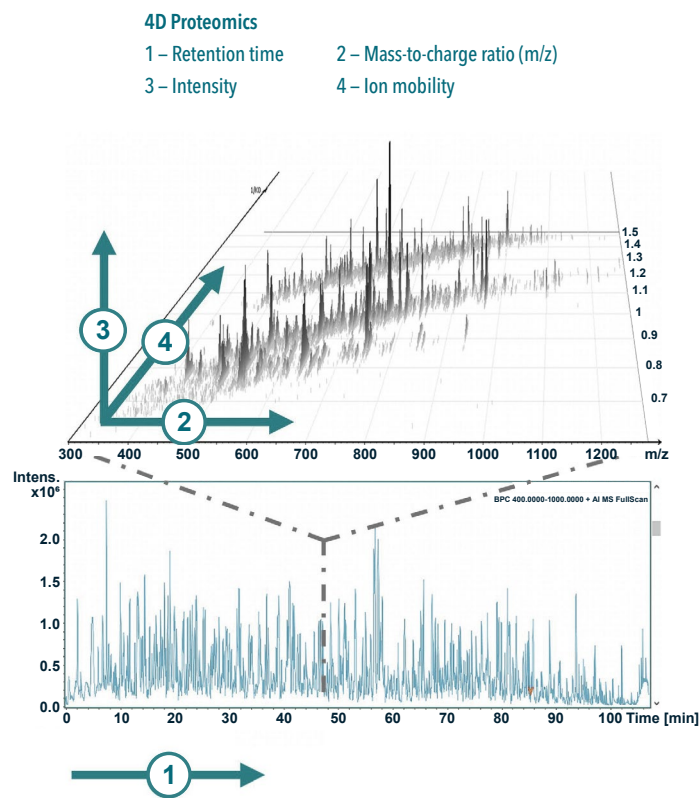 4D Proteomics
1 – Retention time 2 – Mass-to-charge ratio (m/z)
3 – Intensity 4 – Ion mobility
1/K0
1.5
1.4
1.3
1.2
1.1
1
0.9
0.8
0.7
3
4
2
300 400 500 600 700 800 900 1000 1100 1200 m/z
Intens.
x10⁶
BPC 400.0000-1000.0000 + AI MS FullScan
2.0
1.5
1.0
0.5
0.0
0 10 20 30 40 50 60 70 80 90 100 Time [min]
1